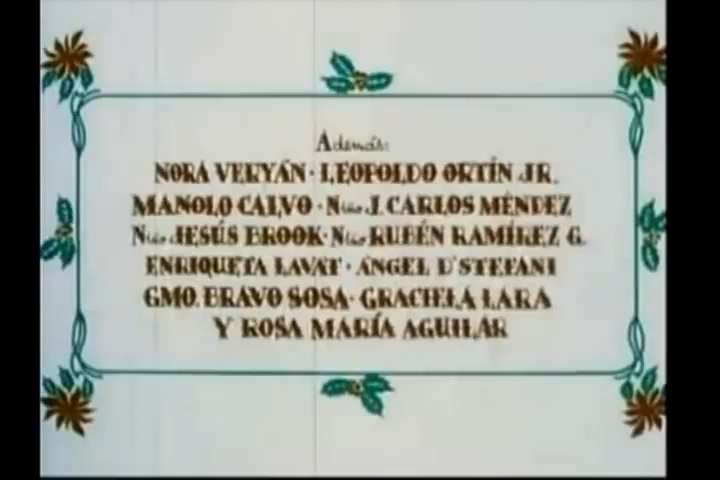 Además:
NORA VERYÁN · LEOPOLDO ORTÍN JR.
MANOLO CALVO · Niño J. CARLOS MÉNDEZ
Niño JESÚS BROOK · Niño RUBÉN RAMÍREZ G.
ENRIQUETA LAVAT · ÁNGEL D'STEFANI
GMO. BRAVO SOSA · GRACIELA LARA
Y ROSA MARÍA AGUILAR